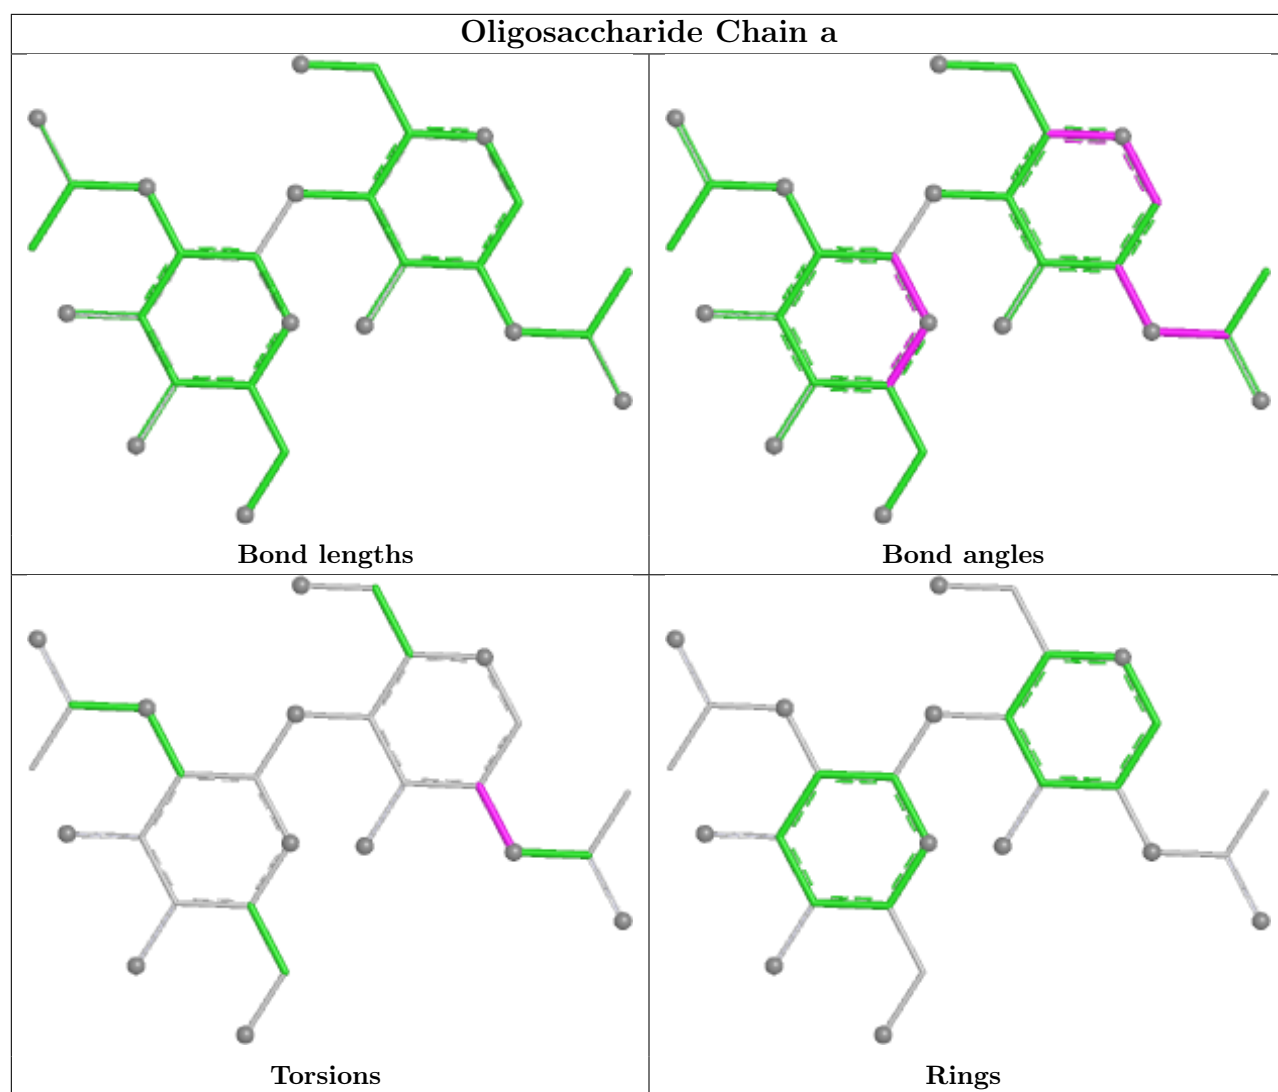 Oligosaccharide Chain a
Bond lengths
Bond angles
Torsions
Rings